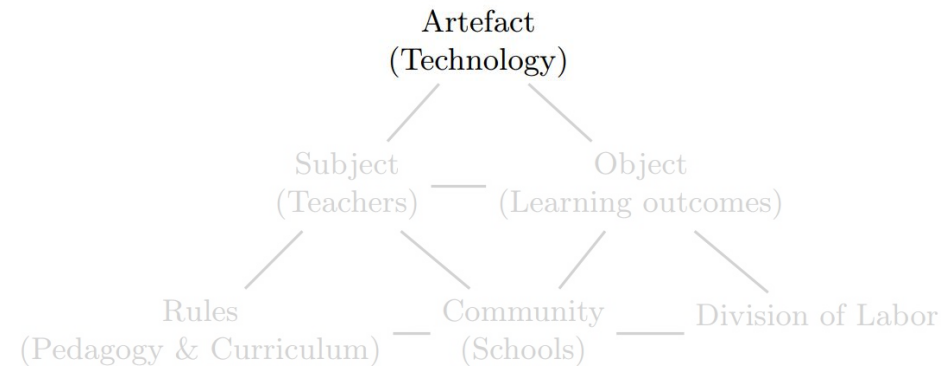 Artefact
(Technology)
Subject
(Teachers)
Object
(Learning outcomes)
Rules
(Pedagogy & Curriculum)
Community
(Schools)
Division of Labor